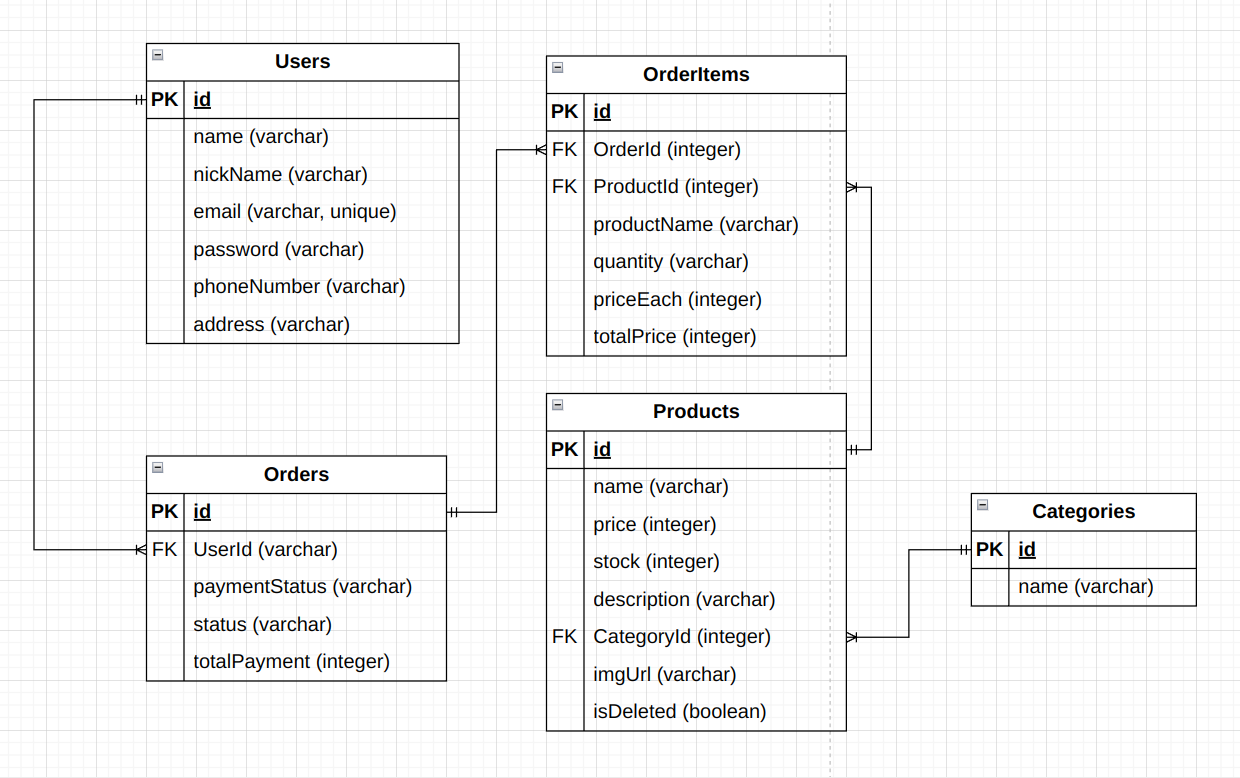 Users
PK id
name (varchar)
nickName (varchar)
email (varchar, unique)
password (varchar)
phoneNumber (varchar)
address (varchar)
OrderItems
PK id
FK OrderId (integer)
FK ProductId (integer)
productName (varchar)
quantity (varchar)
priceEach (integer)
totalPrice (integer)
Orders
PK id
FK UserId (varchar)
paymentStatus (varchar)
status (varchar)
totalPayment (integer)
Products
PK id
name (varchar)
price (integer)
stock (integer)
description (varchar)
FK CategoryId (integer)
imgUrl (varchar)
isDeleted (boolean)
Categories
PK id
name (varchar)